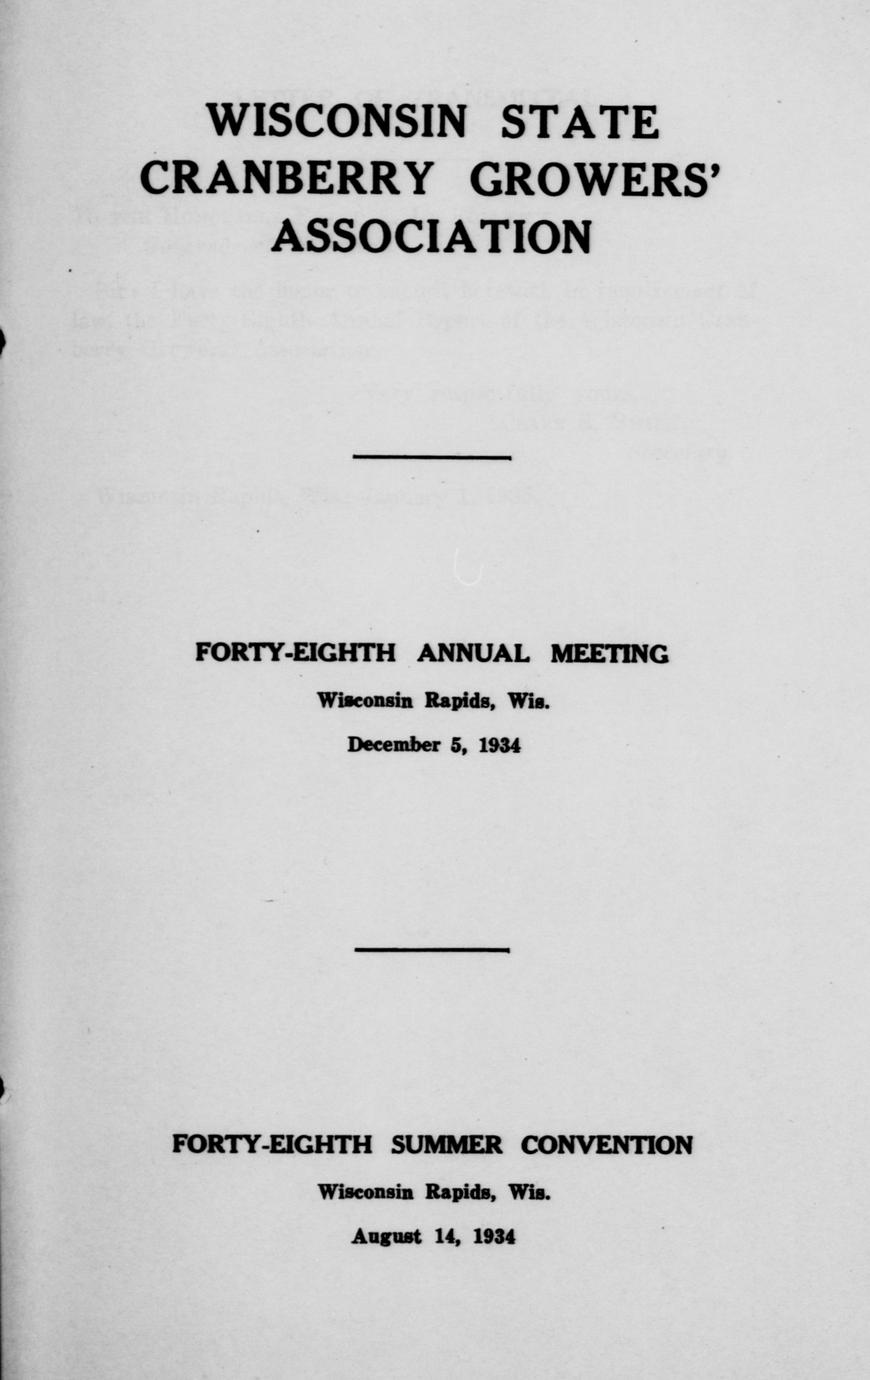 WISCONSIN STATE
CRANBERRY GROWERS'
ASSOCIATION
FORTY-EIGHTH ANNUAL MEETING
Wisconsin Rapids, Wis.
December 5, 1934
FORTY-EIGHTH SUMMER CONVENTION
Wisconsin Rapids, Wis.
August 14, 1934